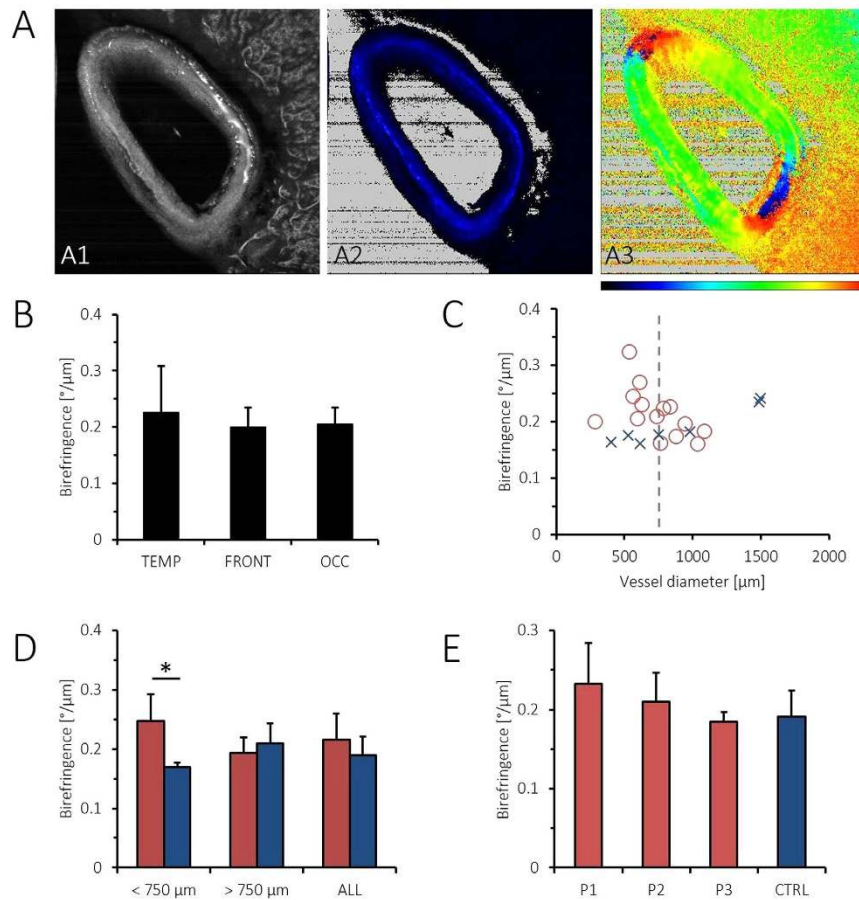 A
A1
A2
A3
B
Birefringence [°/µm]
0.4
0.3
0.2
0.1
0
TEMP FRONT OCC
C
Birefringence [°/µm]
0.4
0.3
0.2
0.1
0
0 500 1000 1500 2000
Vessel diameter [µm]
D
Birefringence [°/µm]
0.4
0.3
0.2
0.1
0
*
< 750 µm > 750 µm ALL
E
Birefringence [°/µm]
0.3
0.2
0.1
0
P1 P2 P3 CTRL